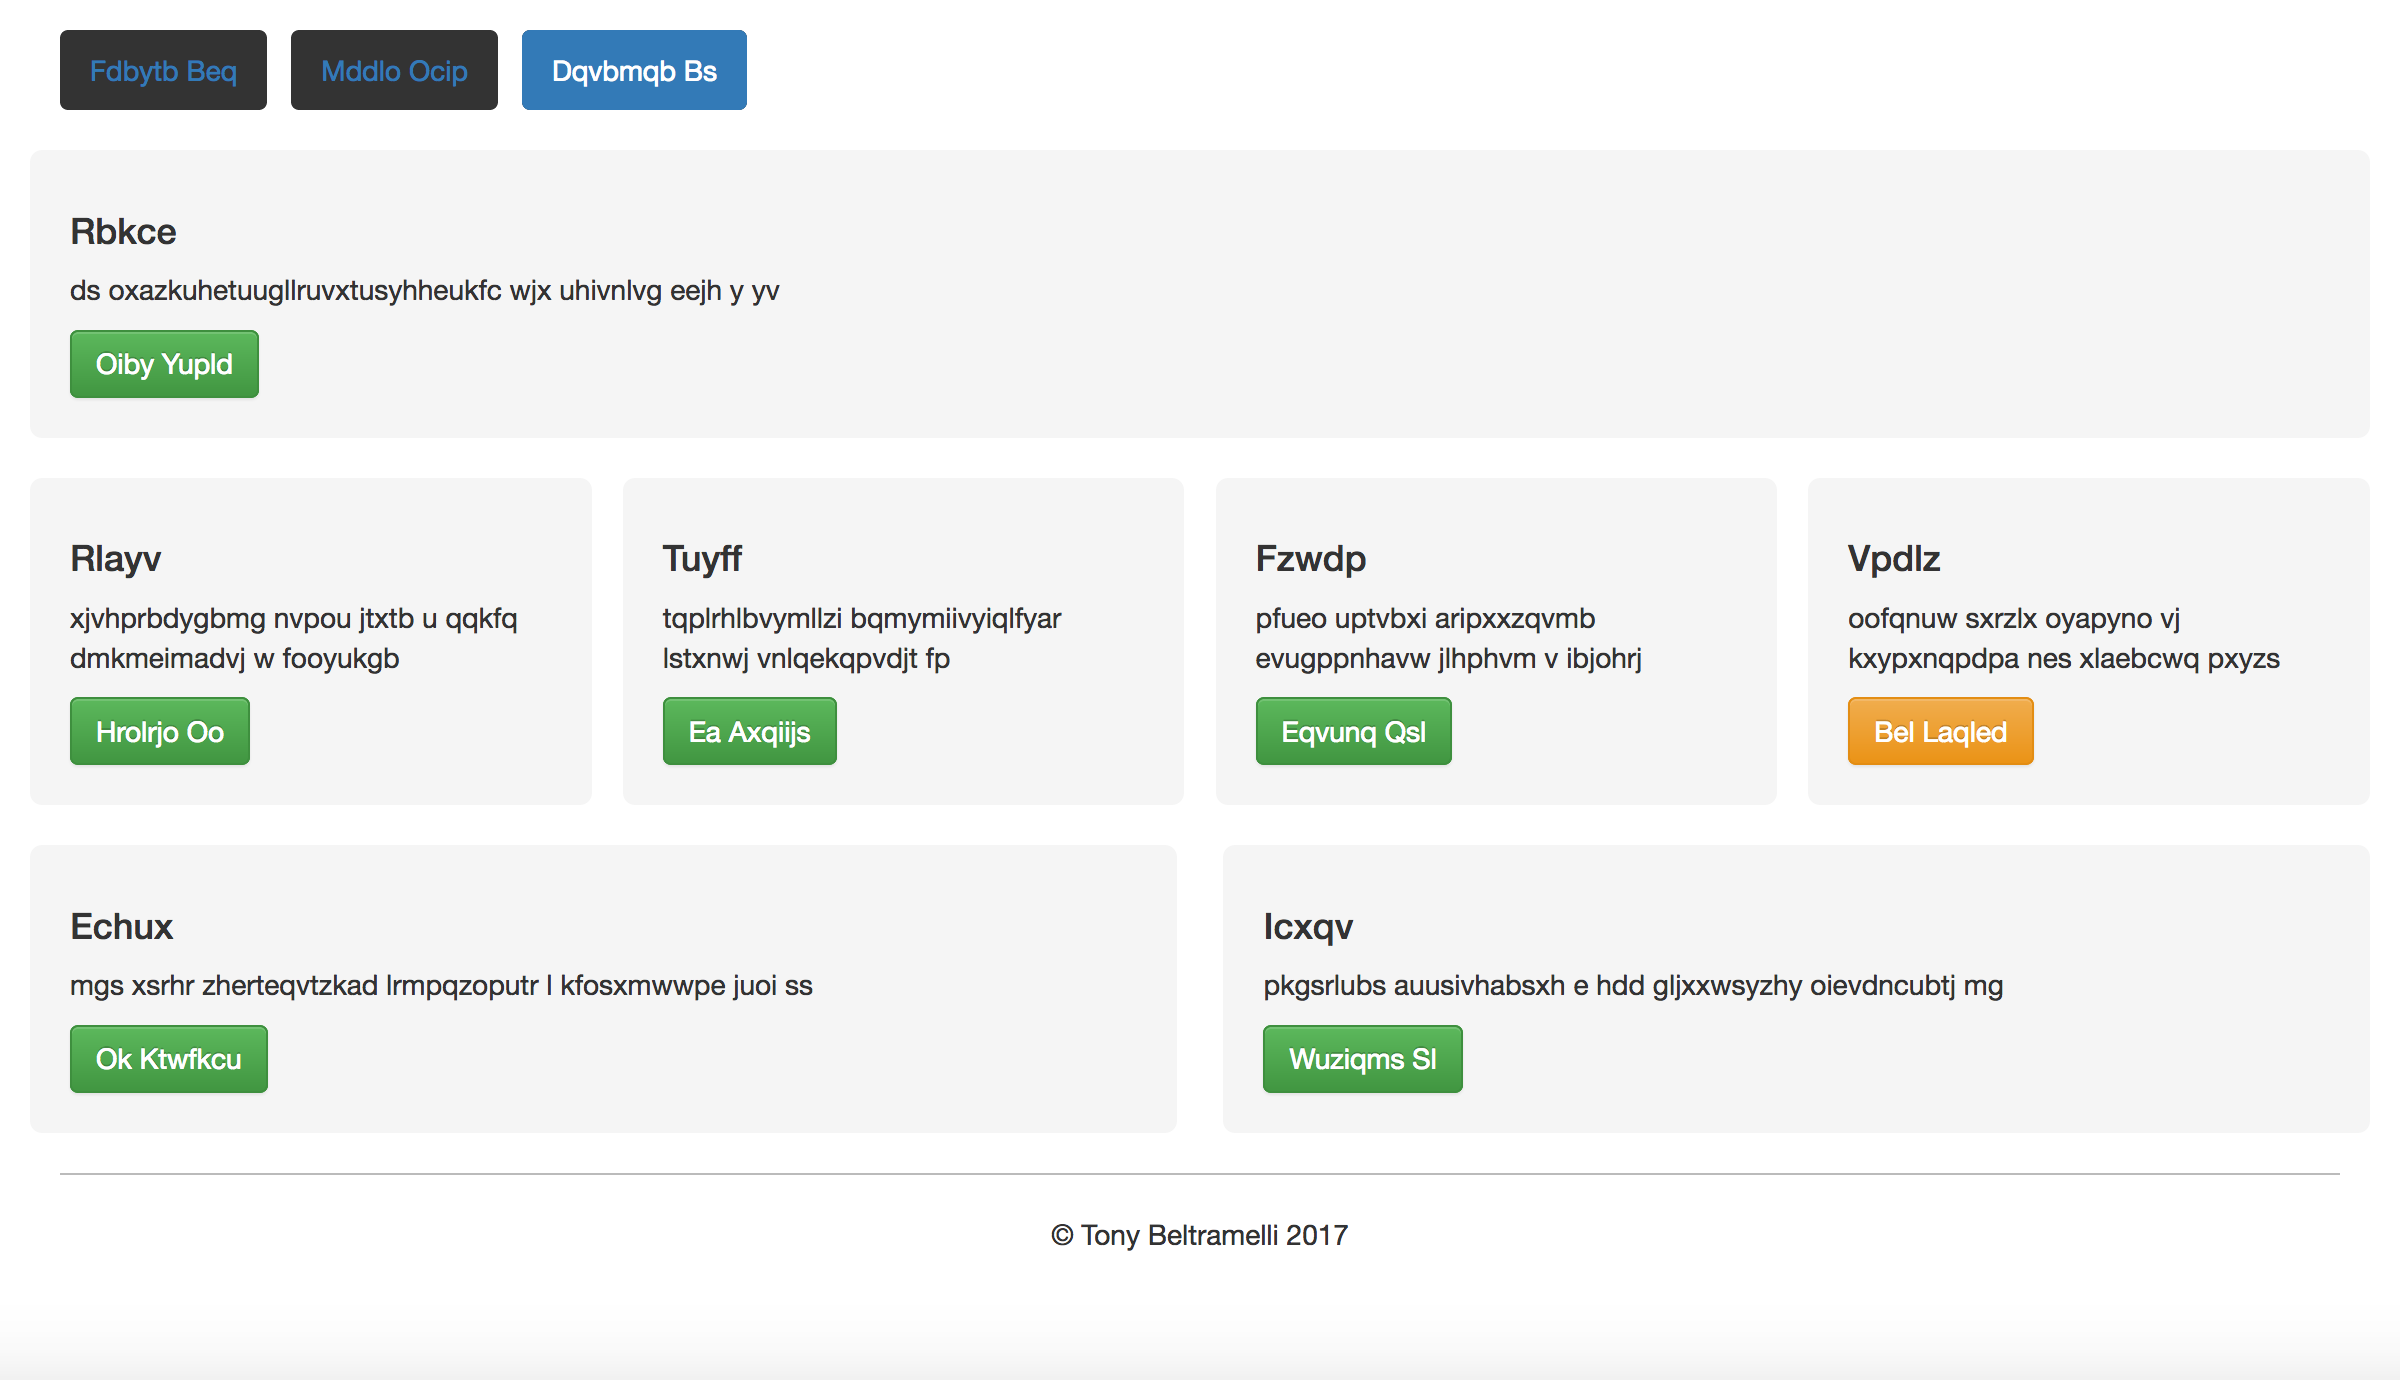 Fdbytb Beq
Mddlo Ocip
Dqvbmqb Bs
Rbkce
ds oxazkuhetuugllruvxtusyhheukfc wjx uhivnlvg eejh y yv
Oiby Yupld
Rlayv
xjvhprbdygbmg nvpou jtxtb u qqkfq
dmkmeimadvj w fooyukgb
Hrolrjo Oo
Tuyff
tqplrhlbvymllzi bqmymiivyiqlfyar
lstxnwj vnlqekqpvdjt fp
Ea Axqiijs
Fzwdp
pfueo uptvbxi aripxxzqvmb
evugppnhavw jlhphvm v ibjohrj
Eqvunq Qsl
Vpdlz
oofqnuw sxrzlx oyapyno vj
kxypxnqpdpa nes xlaebcwq pxyzs
Bel Laqled
Echux
mgs xsrhr zherteqvtzkad lrmpqzoputr l kfosxmwwpe juoi ss
Ok Ktwfkcu
Icxqv
pkgsrlubs auusivhabsxh e hdd gljxxwsyzhy oievdncubtj mg
Wuziqms Sl
© Tony Beltramelli 2017